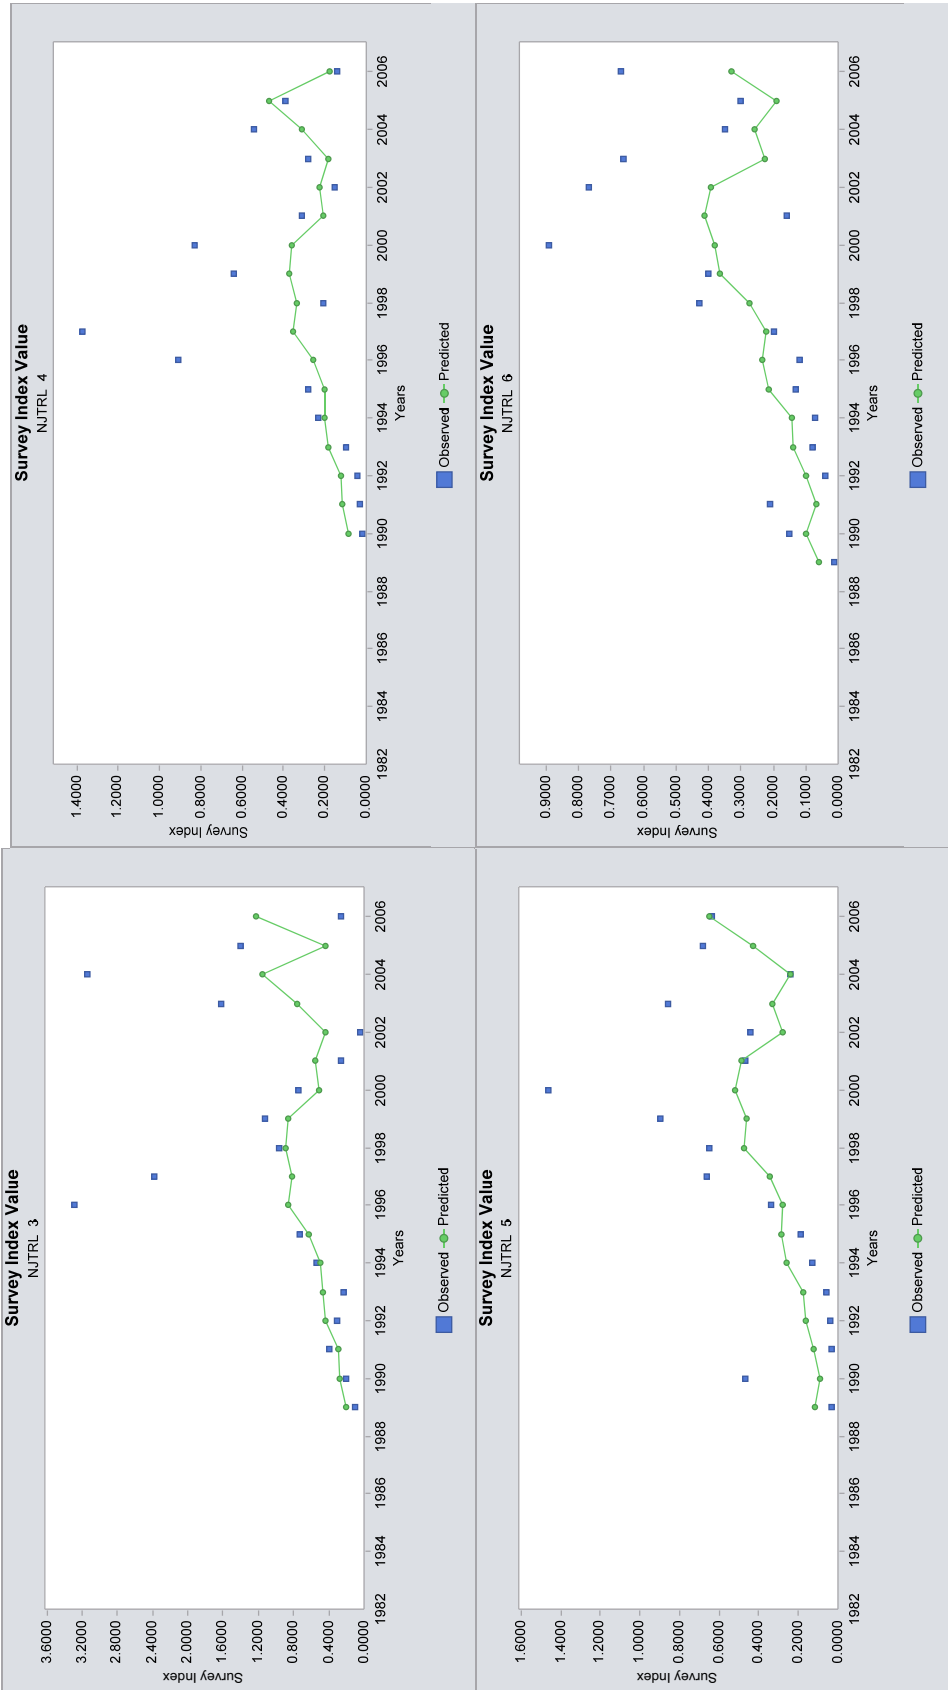 Survey Index Value
NJTRL 3
Survey Index
3.6000
3.2000
2.8000
2.4000
2.0000
1.6000
1.2000
0.8000
0.4000
0.0000
1982 1984 1986 1988 1990 1992 1994 1996 1998 2000 2002 2004 2006
Years
Observed Predicted
Survey Index Value
NJTRL 4
Survey Index
1.4000
1.2000
1.0000
0.8000
0.6000
0.4000
0.2000
0.0000
1982 1984 1986 1988 1990 1992 1994 1996 1998 2000 2002 2004 2006
Years
Observed Predicted
Survey Index Value
NJTRL 5
Survey Index
1.6000
1.4000
1.2000
1.0000
0.8000
0.6000
0.4000
0.2000
0.0000
1982 1984 1986 1988 1990 1992 1994 1996 1998 2000 2002 2004 2006
Years
Observed Predicted
Survey Index Value
NJTRL 6
Survey Index
0.9000
0.8000
0.7000
0.6000
0.5000
0.4000
0.3000
0.2000
0.1000
0.0000
1982 1984 1986 1988 1990 1992 1994 1996 1998 2000 2002 2004 2006
Years
Observed Predicted